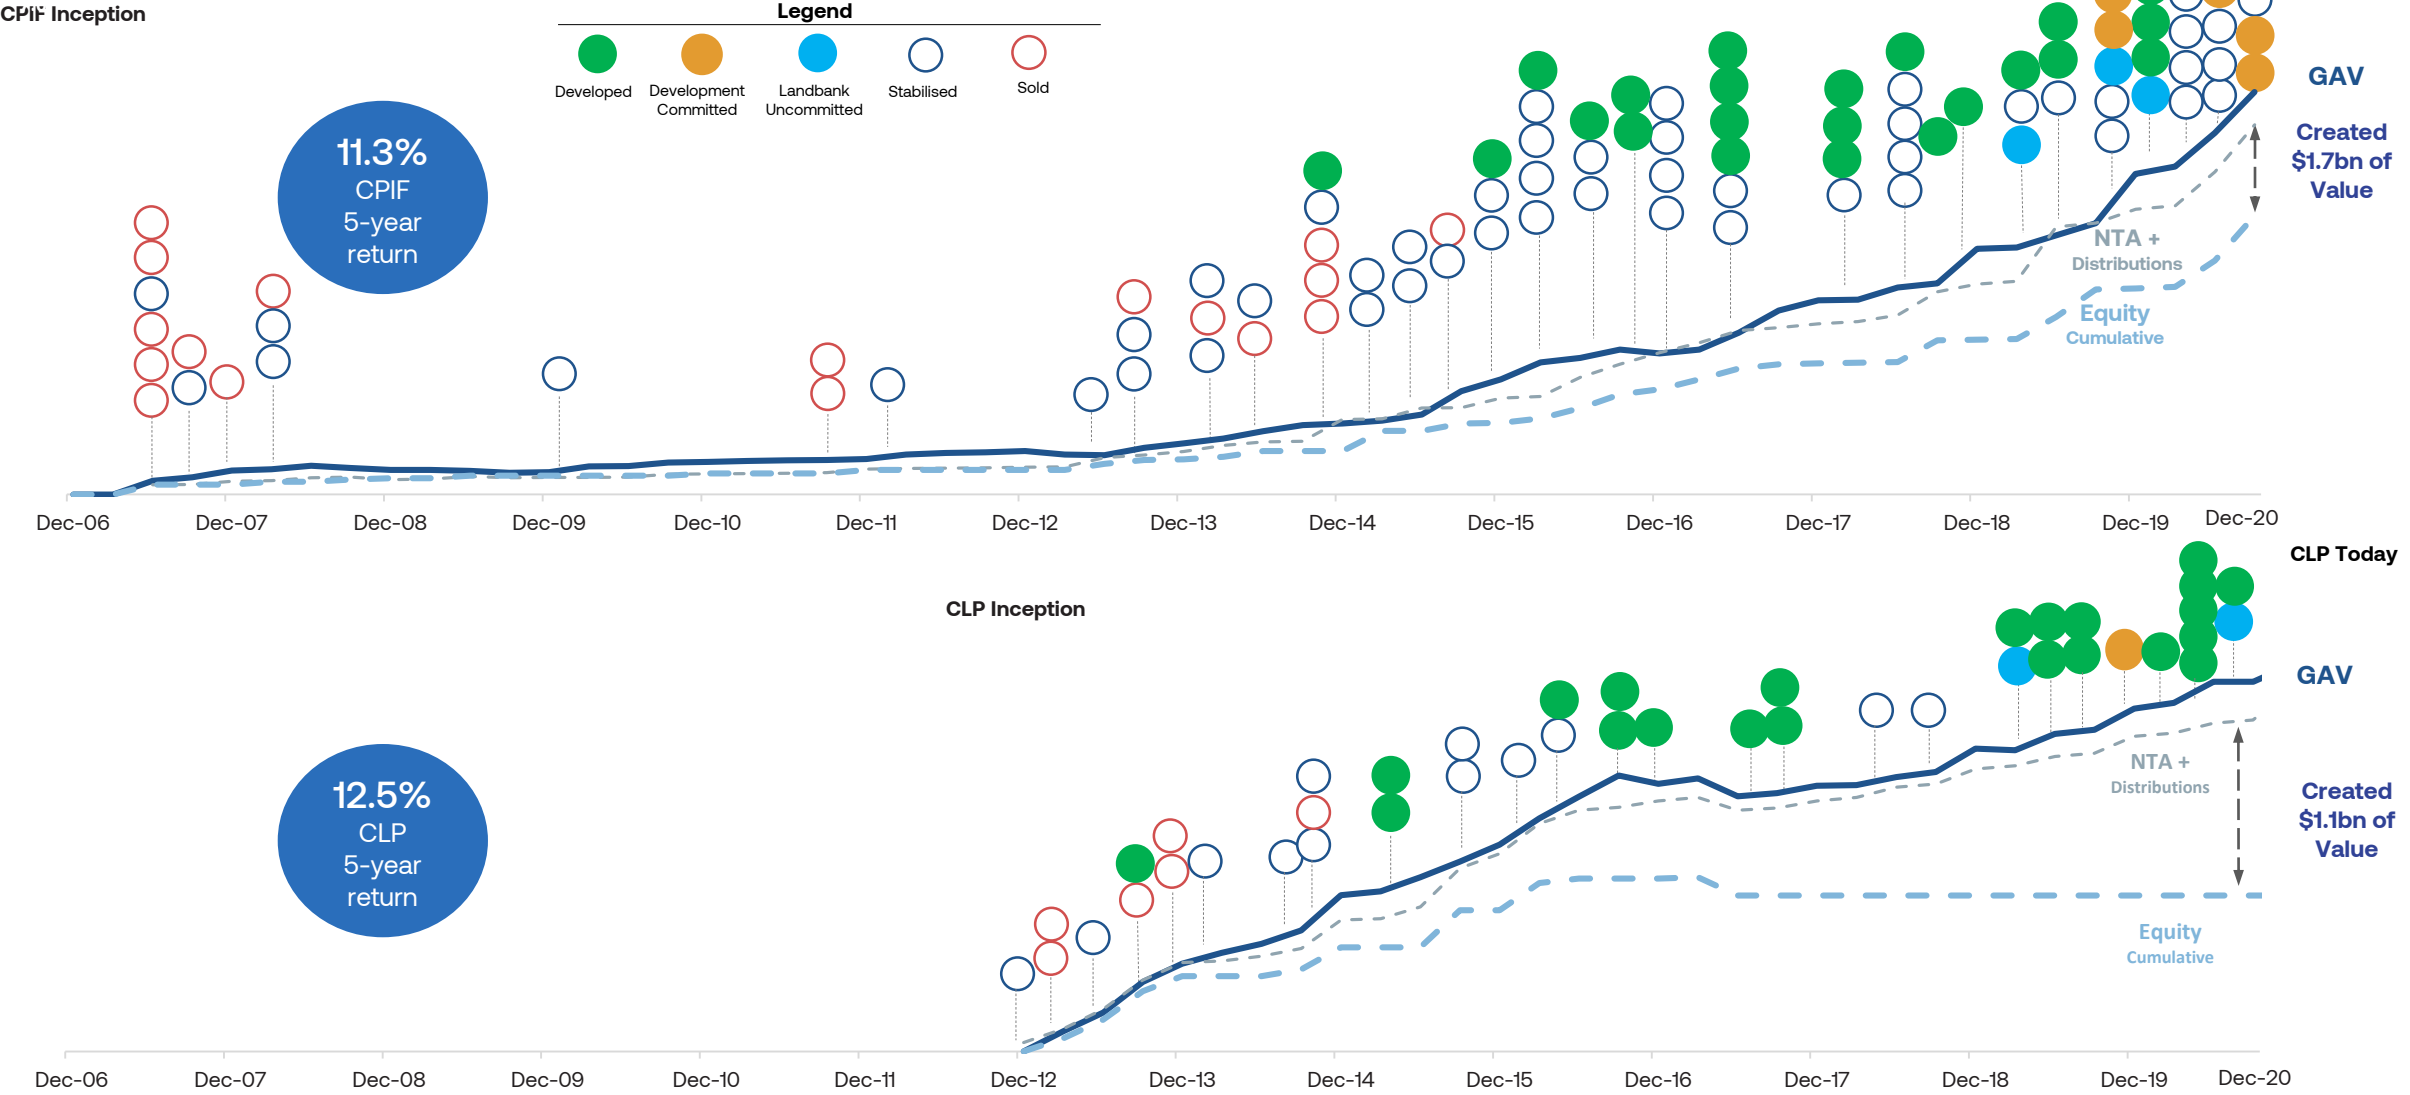 CPIF Inception
Legend
Developed
Development
Committed
Landbank
Uncommitted
Stabilised
Sold
11.3%
CPIF
5-year
return
GAV
Created
$1.7bn of
Value
NTA +
Distributions
Equity
Cumulative
Dec-06
Dec-07
Dec-08
Dec-09
Dec-10
Dec-11
Dec-12
Dec-13
Dec-14
Dec-15
Dec-16
Dec-17
Dec-18
Dec-19
Dec-20
CLP Today
CLP Inception
12.5%
CLP
5-year
return
GAV
NTA +
Distributions
Created
$1.1bn of
Value
Equity
Cumulative
Dec-06
Dec-07
Dec-08
Dec-09
Dec-10
Dec-11
Dec-12
Dec-13
Dec-14
Dec-15
Dec-16
Dec-17
Dec-18
Dec-19
Dec-20